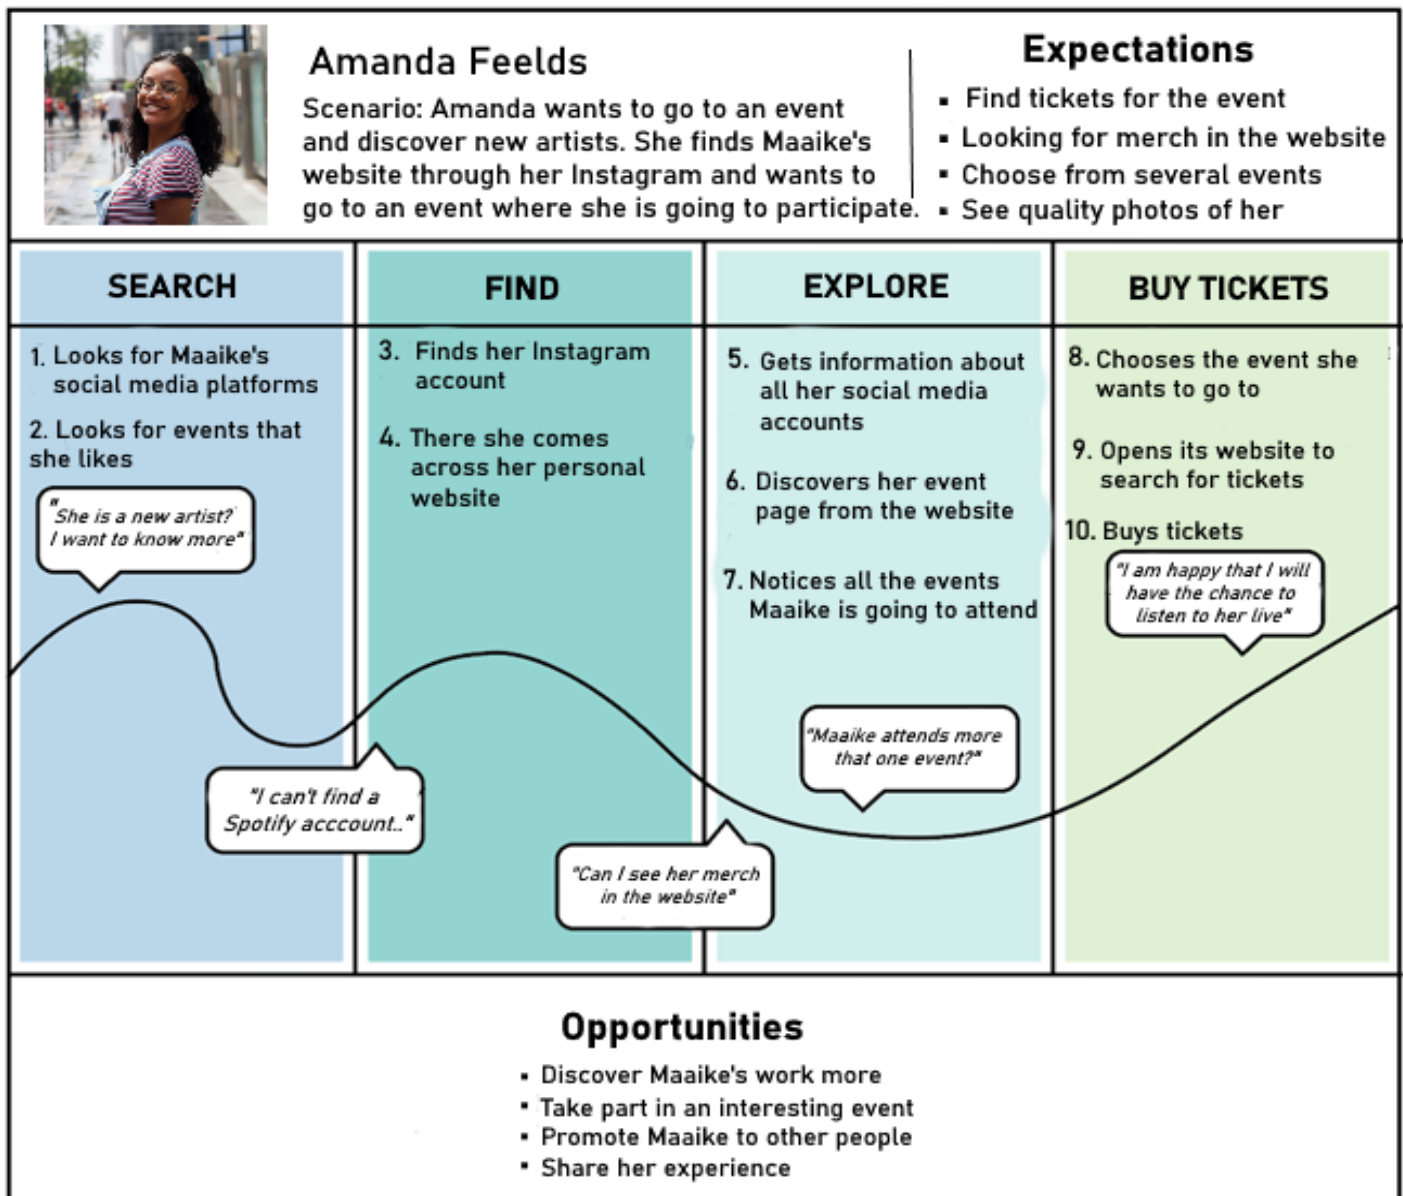 Amanda Feelds
Scenario: Amanda wants to go to an event
and discover new artists. She finds Maaike's
website through her Instagram and wants to
go to an event where she is going to participate.
Expectations
▪ Find tickets for the event
▪ Looking for merch in the website
▪ Choose from several events
▪ See quality photos of her
SEARCH
1. Looks for Maaike's
social media platforms
2. Looks for events that
she likes
"She is a new artist?
I want to know more"
"I can't find a
Spotify acccount.."
FIND
3. Finds her Instagram
account
4. There she comes
across her personal
website
"Can I see her merch
in the website"
EXPLORE
5. Gets information about
all her social media
accounts
6. Discovers her event
page from the website
7. Notices all the events
Maaike is going to attend
"Maaike attends more
that one event?"
BUY TICKETS
8. Chooses the event she
wants to go to
9. Opens its website to
search for tickets
10. Buys tickets
"I am happy that I will
have the chance to
listen to her live"
Opportunities
▪ Discover Maaike's work more
▪ Take part in an interesting event
▪ Promote Maaike to other people
▪ Share her experience